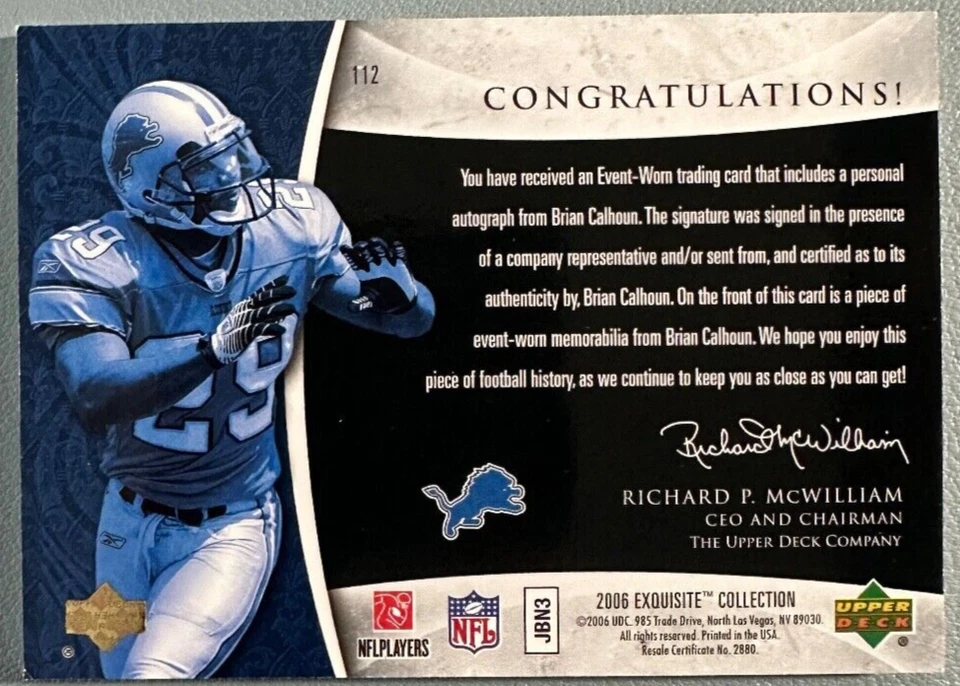 112
CONGRATULATIONS!
You have received an Event-Worn trading card that includes a personal
autograph from Brian Calhoun. The signature was signed in the presence
of a company representative and/or sent from, and certified as to its
authenticity by, Brian Calhoun. On the front of this card is a piece of
event-worn memorabilia from Brian Calhoun. We hope you enjoy this
piece of football history, as we continue to keep you as close as you can get!
Richard McWilliam
RICHARD P. MCWILLIAM
CEO AND CHAIRMAN
THE UPPER DECK COMPANY
29
2
29
NFLPLAYERS
NFL
JBN3
2006 EXQUISITE™ COLLECTION
©2006 UDC. 985 Trade Drive, North Las Vegas, NV 89030.
All rights reserved. Printed in the USA.
Resale Certificate No. 2880.
UPPER
DECK
®
®